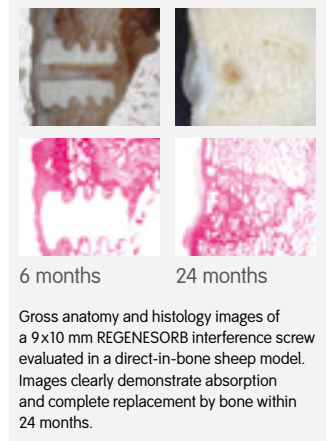 6 months
24 months
Gross anatomy and histology images of
a 9x10 mm REGENESORB interference screw
evaluated in a direct-in-bone sheep model.
Images clearly demonstrate absorption
and complete replacement by bone within
24 months.